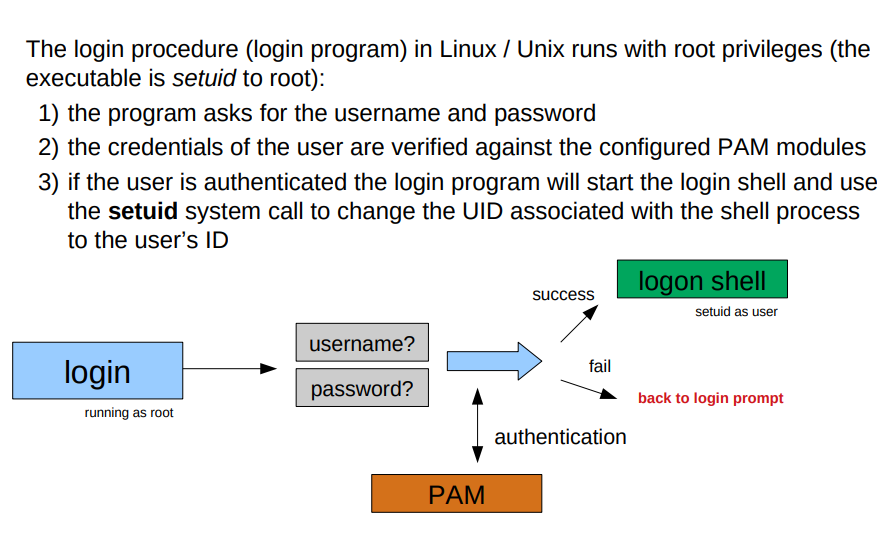 The login procedure (login program) in Linux / Unix runs with root privileges (the
executable is setuid to root):
1) the program asks for the username and password
2) the credentials of the user are verified against the configured PAM modules
3) if the user is authenticated the login program will start the login shell and use
the setuid system call to change the UID associated with the shell process
to the user's ID
logon shell
success
setuid as user
username?
login
fail
password?
back to login prompt
running as root
authentication
PAM